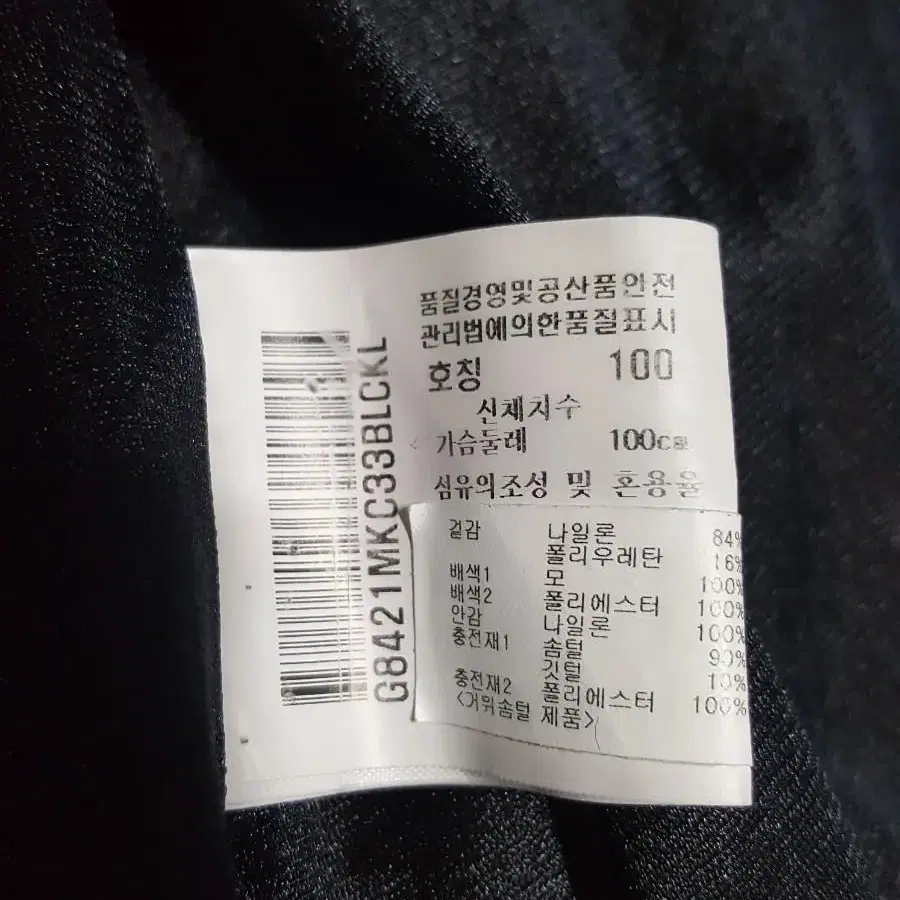 품질경영및공산품안전
관리법에의한품질표시
호칭 100
신체치수
가슴둘레 100cm
섬유의조성 및 혼용율
겉감 나일론 84%
폴리우레탄 16%
배색1 모 100%
배색2 폴리에스터 100%
안감 나일론 100%
충전재1 솜털 90%
깃털 10%
충전재2 폴리에스터 100%
<거위솜털 제품>
G8421MKC33BLCKL